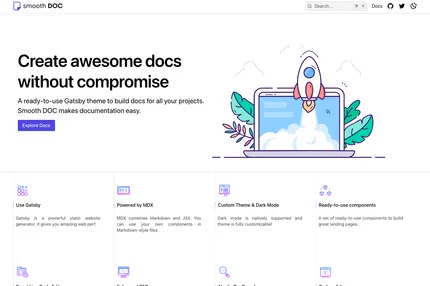 smooth DOC
Search...
Docs
Create awesome docs
without compromise
A ready-to-use Gatsby theme to build docs for all your projects.
Smooth DOC makes documentation easy.
Explore Docs
Use Gatsby
Powered by MDX
Custom Theme & Dark Mode
Ready-to-use components
Gatsby is a powerful static website
generator. It gives you amazing web perf.
MDX combines Markdown and JSX. You
can use your own components in
Markdown-style files.
Dark mode is natively supported and
theme is fully customizable!
A set of ready-to-use components to build
great landing pages.